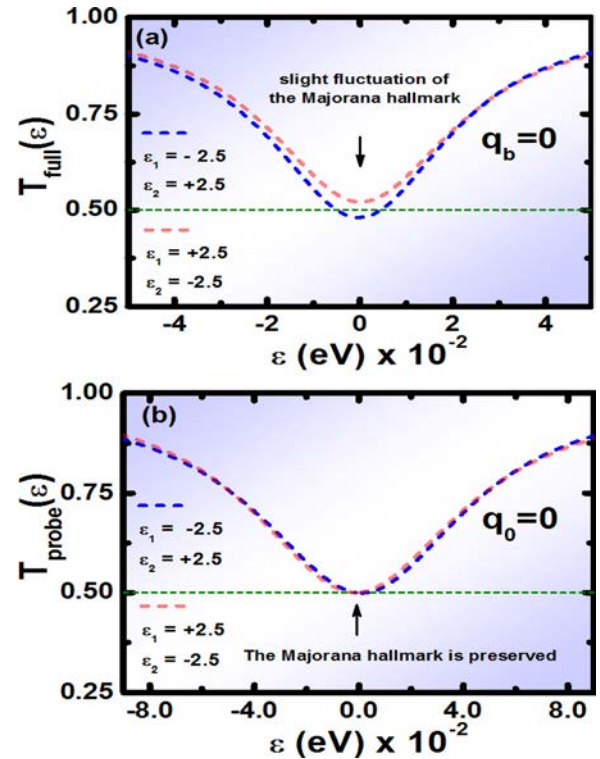 1.00
(a)
slight fluctuation of
the Majorana hallmark
0.75
T_full(ε)
q_b=0
ε_1 = - 2.5
ε_2 = +2.5
0.50
ε_1 = +2.5
ε_2 = -2.5
0.25
-4 -2 0 2 4
ε (eV) x 10^-2
1.00
(b)
q_0=0
0.75
T_probe(ε)
ε_1 = -2.5
ε_2 = +2.5
0.50
ε_1 = +2.5
ε_2 = -2.5
The Majorana hallmark is preserved
0.25
-8.0 -4.0 0.0 4.0 8.0
ε (eV) x 10^-2